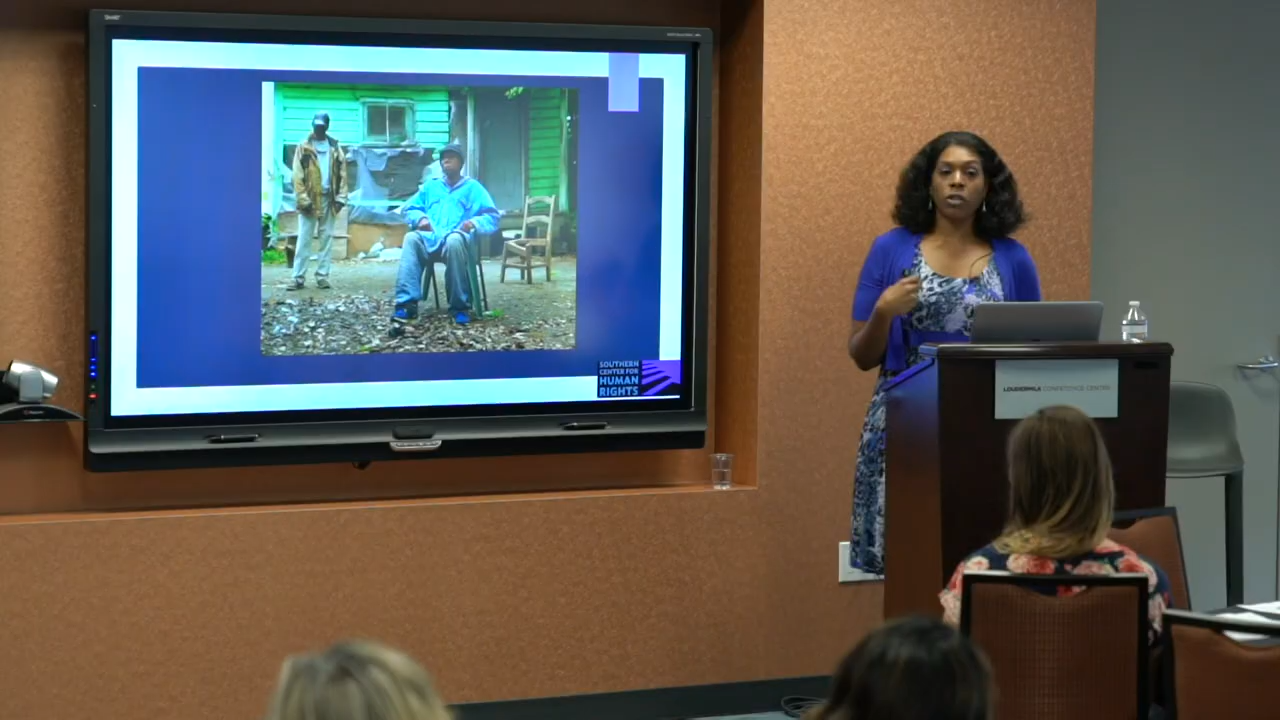 SOUTHERN
CENTER FOR
HUMAN
RIGHTS
LOUDERMILK CONFERENCE CENTER